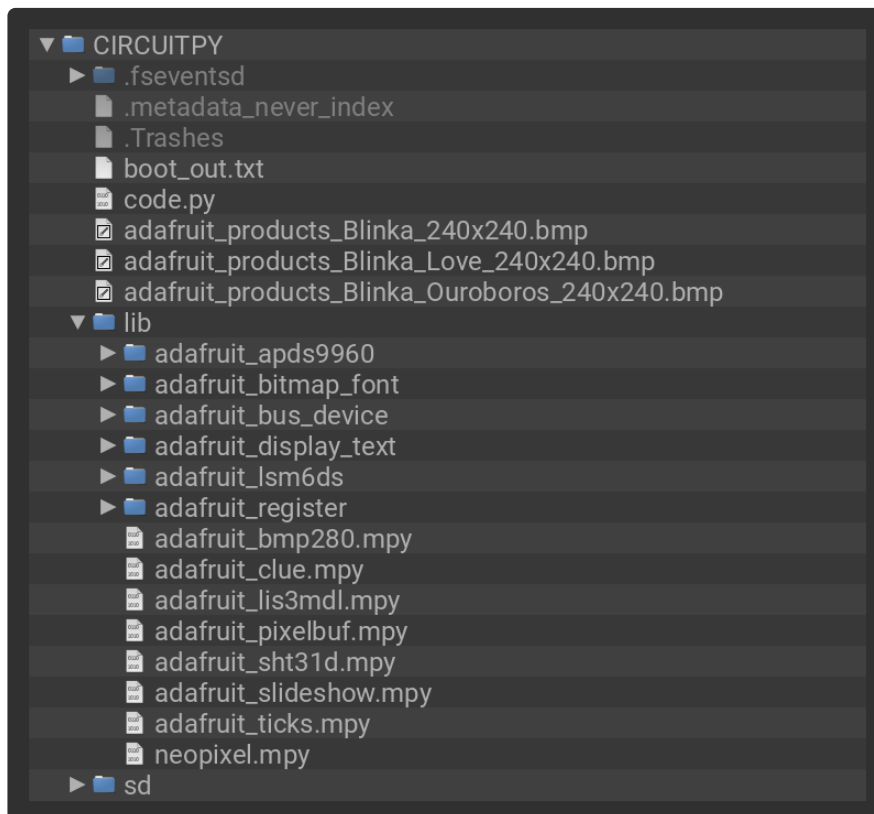 CIRCUITPY
.fseventsd
.metadata_never_index
.Trashes
boot_out.txt
code.py
adafruit_products_Blinka_240x240.bmp
adafruit_products_Blinka_Love_240x240.bmp
adafruit_products_Blinka_Ouroboros_240x240.bmp
lib
adafruit_apds9960
adafruit_bitmap_font
adafruit_bus_device
adafruit_display_text
adafruit_lsm6ds
adafruit_register
adafruit_bmp280.mpy
adafruit_clue.mpy
adafruit_lis3mdl.mpy
adafruit_pixelbuf.mpy
adafruit_sht31d.mpy
adafruit_slideshow.mpy
adafruit_ticks.mpy
neopixel.mpy
sd